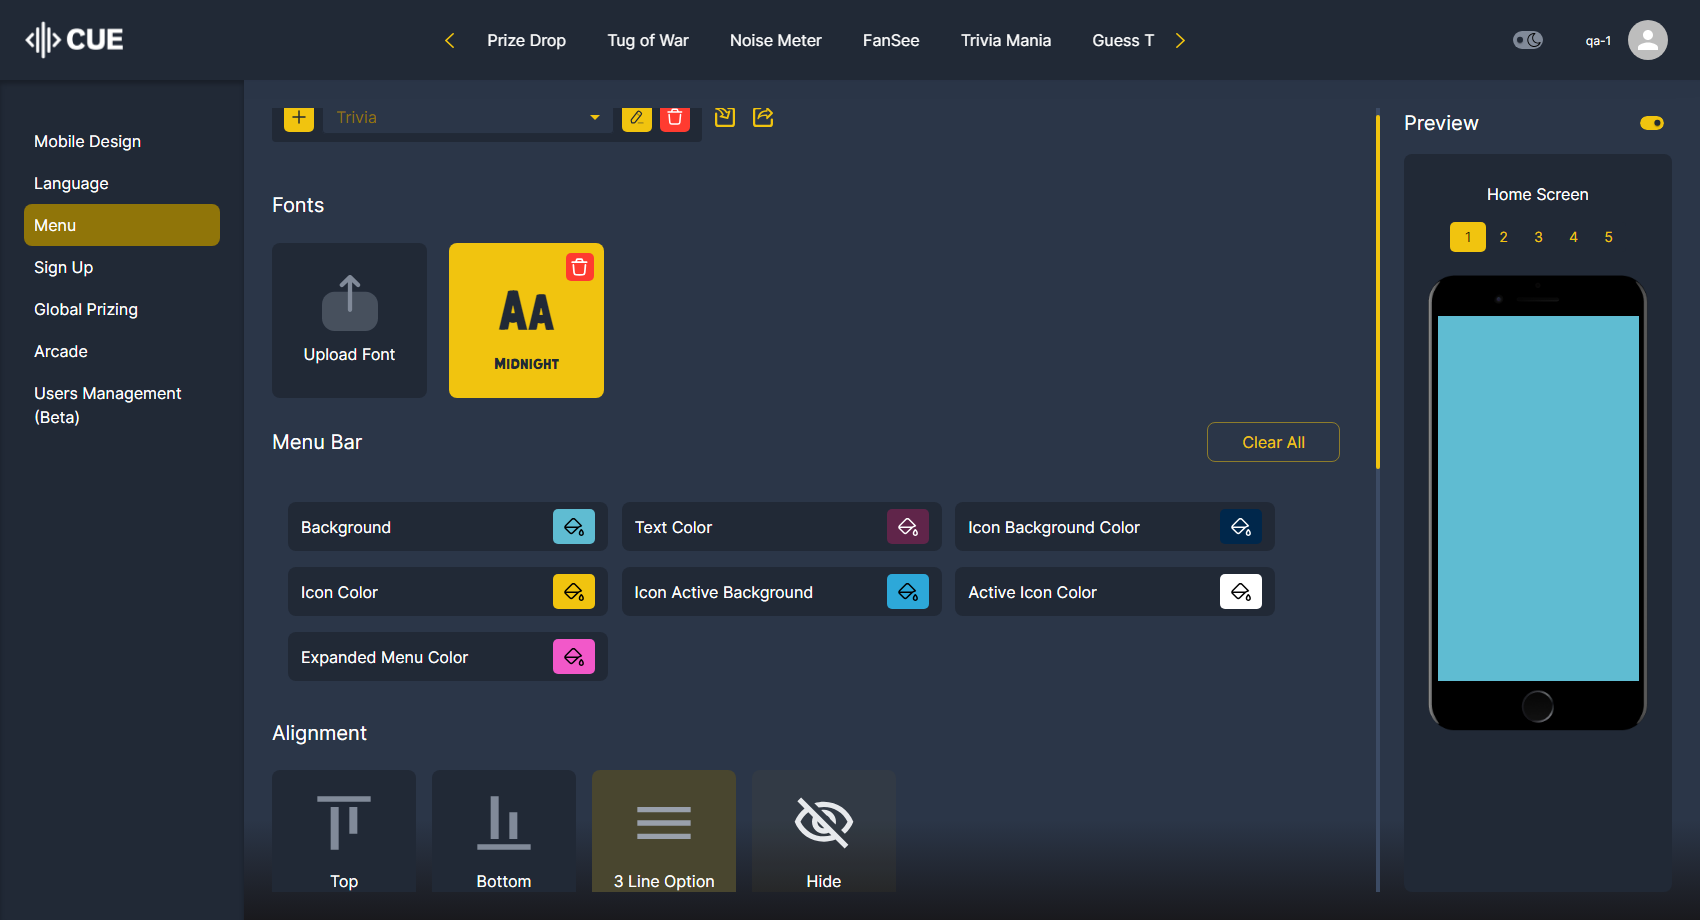 CUE
Prize Drop
Tug of War
Noise Meter
FanSee
Trivia Mania
Guess T
qa-1
Mobile Design
Language
Menu
Sign Up
Global Prizing
Arcade
Users Management
(Beta)
Trivia
Fonts
Upload Font
AA
MIDNIGHT
Menu Bar
Clear All
Background
Text Color
Icon Background Color
Icon Color
Icon Active Background
Active Icon Color
Expanded Menu Color
Alignment
Top
Bottom
3 Line Option
Hide
Preview
Home Screen
1 2 3 4 5